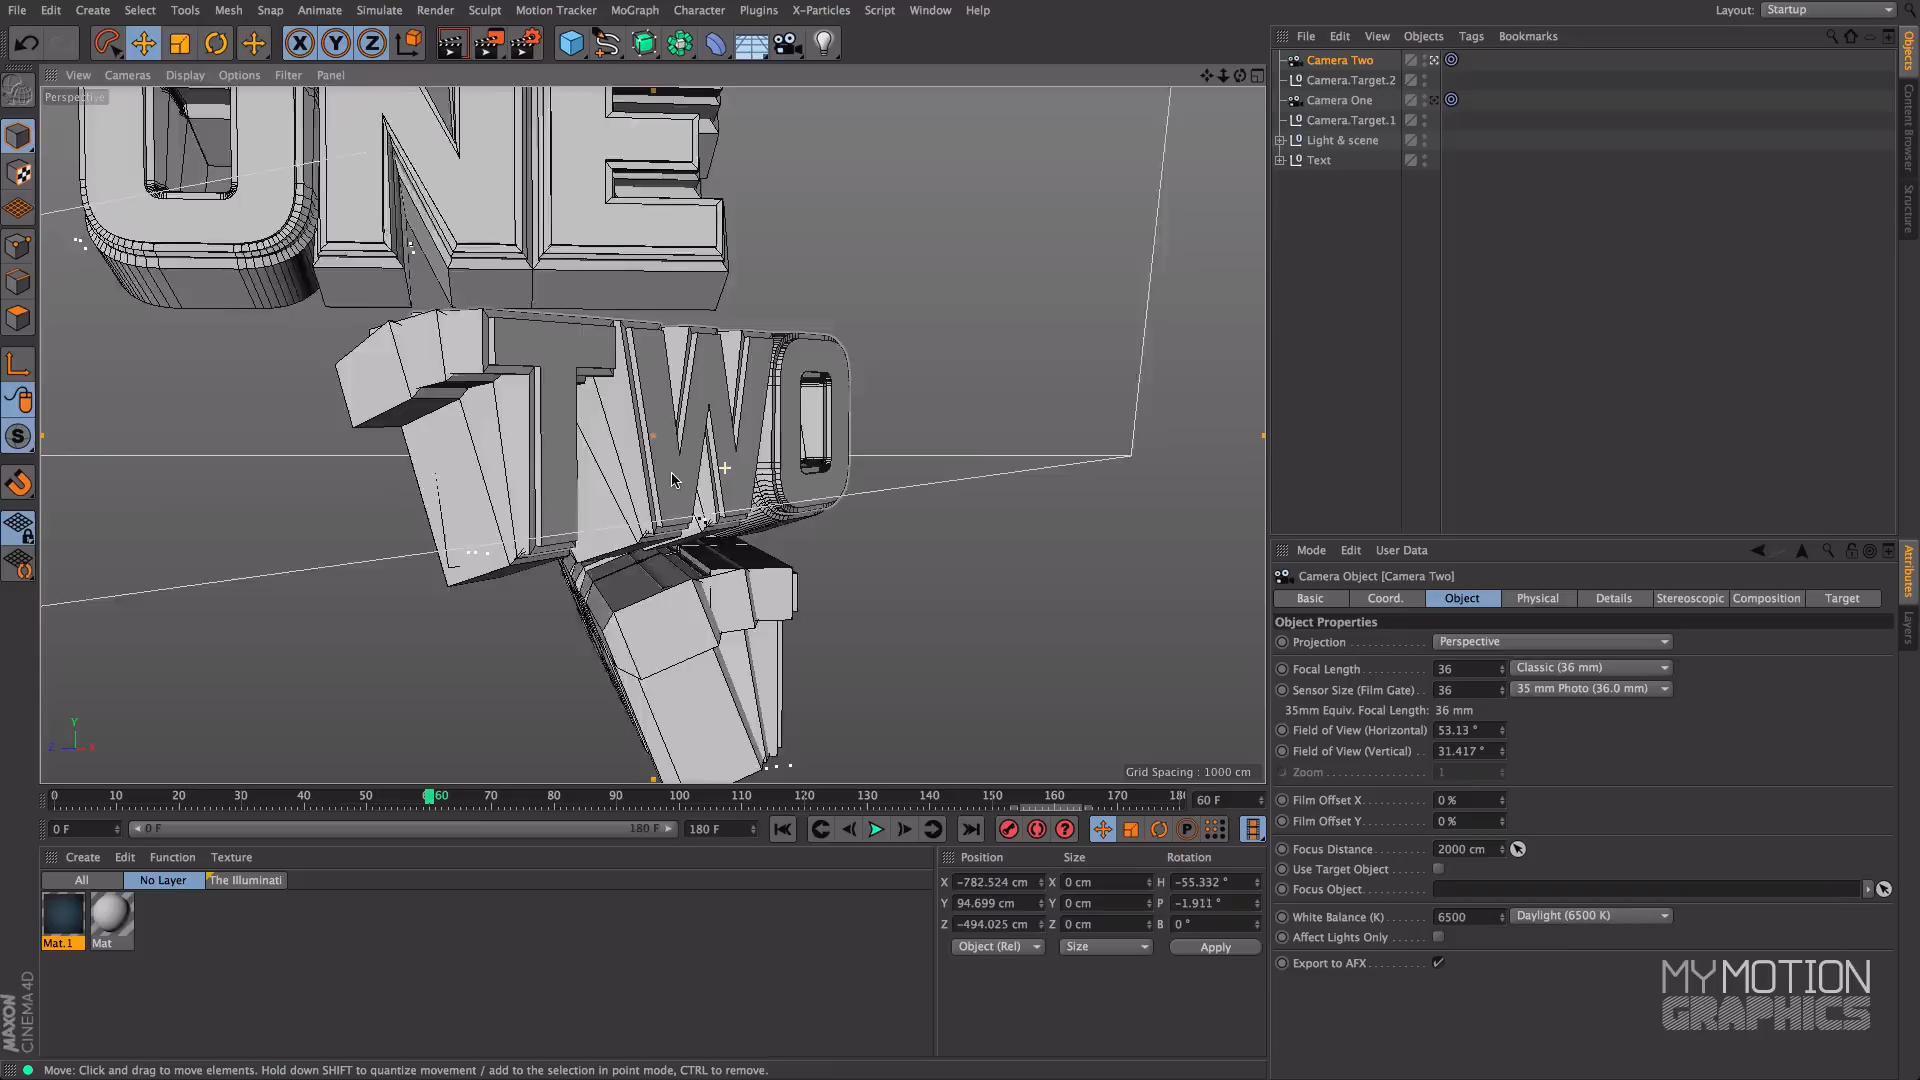 File Edit Create Select Tools Mesh Snap Animate Simulate Render Sculpt Motion Tracker MoGraph Character Plugins X-Particles Script Window Help
Layout: Startup
View Cameras Display Options Filter Panel
Perspective
ONE
TWO
Y
Z X
Grid Spacing : 1000 cm
0 10 20 30 40 50 60 70 80 90 100 110 120 130 140 150 160 170 180
60 F
0 F
0 F
180 F
180 F
P
Create Edit Function Texture
All No Layer The Illuminati
Mat.1 Mat
Position Size Rotation
X -782.524 cm X 0 cm H -55.332 °
Y 94.699 cm Y 0 cm P -1.911 °
Z -494.025 cm Z 0 cm B 0 °
Object (Rel) Size Apply
MAXON
CINEMA 4D
Move: Click and drag to move elements. Hold down SHIFT to quantize movement / add to the selection in point mode, CTRL to remove.
File Edit View Objects Tags Bookmarks
Camera Two
Camera.Target.2
Camera One
Camera.Target.1
Light & scene
Text
Objects
Content Browser
Structure
Mode Edit User Data
Camera Object [Camera Two]
Basic Coord. Object Physical Details Stereoscopic Composition Target
Object Properties
Projection Perspective
Focal Length 36 Classic (36 mm)
Sensor Size (Film Gate) 36 35 mm Photo (36.0 mm)
35mm Equiv. Focal Length: 36 mm
Field of View (Horizontal) 53.13 °
Field of View (Vertical) 31.417 °
Zoom 1
Film Offset X 0 %
Film Offset Y 0 %
Focus Distance 2000 cm
Use Target Object
Focus Object
White Balance (K) 6500 Daylight (6500 K)
Affect Lights Only
Export to AFX
Attributes
Layers
MYMOTION
GRAPHICS